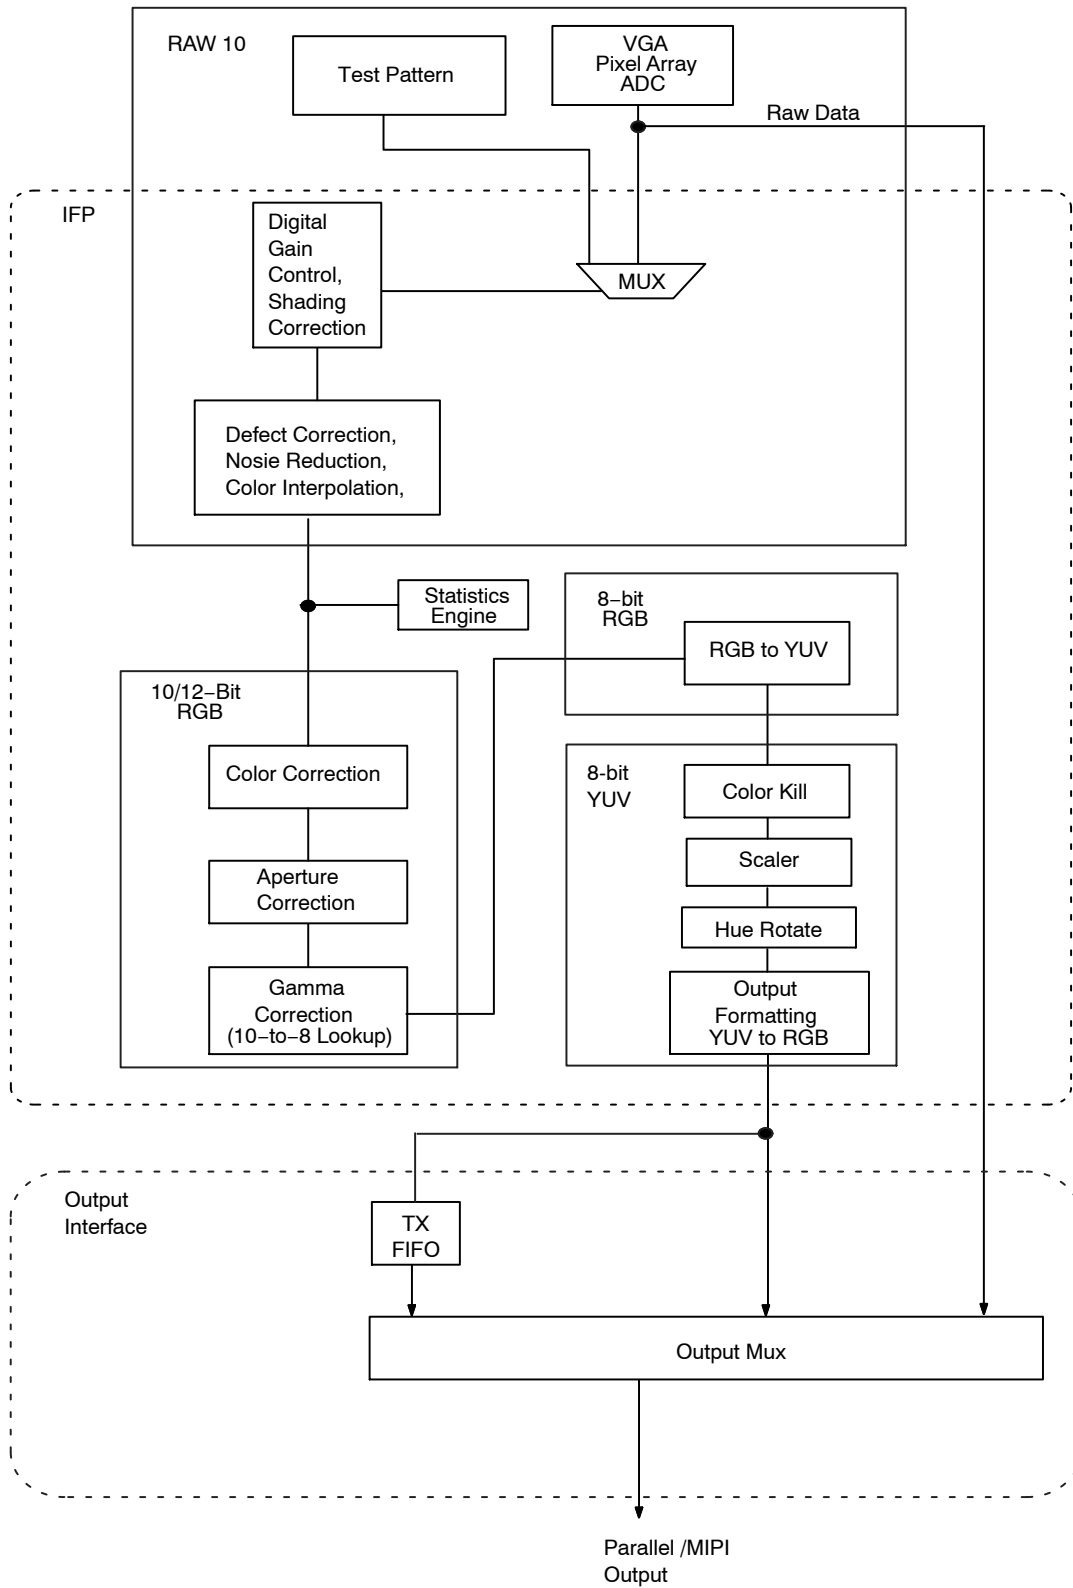 RAW 10
Test Pattern
VGA
Pixel Array
ADC
Raw Data
IFP
Digital
Gain
Control,
Shading
Correction
MUX
Defect Correction,
Nosie Reduction,
Color Interpolation,
Statistics
Engine
8−bit
RGB
RGB to YUV
10/12−Bit
RGB
Color Correction
8-bit
YUV
Color Kill
Scaler
Aperture
Correction
Hue Rotate
Gamma
Correction
(10−to−8 Lookup)
Output
Formatting
YUV to RGB
Output
Interface
TX
FIFO
Output Mux
Parallel /MIPI
Output